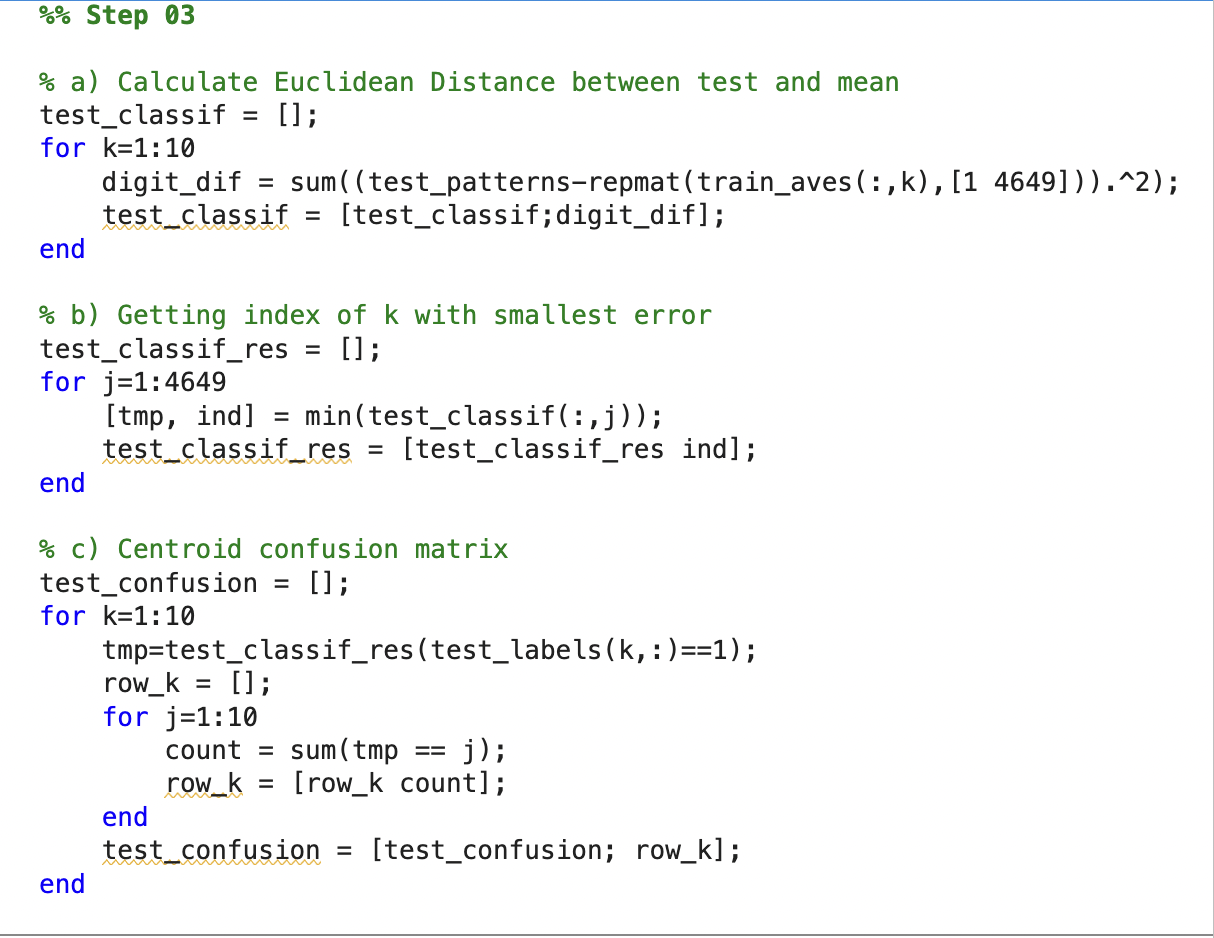 %% Step 03
% a) Calculate Euclidean Distance between test and mean
test_classif = [];
for k=1:10
    digit_dif = sum((test_patterns-repmat(train_aves(:,k),[1 4649])).^2);
    test_classif = [test_classif;digit_dif];
end
% b) Getting index of k with smallest error
test_classif_res = [];
for j=1:4649
    [tmp, ind] = min(test_classif(:,j));
    test_classif_res = [test_classif_res ind];
end
% c) Centroid confusion matrix
test_confusion = [];
for k=1:10
    tmp=test_classif_res(test_labels(k,:)==1);
    row_k = [];
    for j=1:10
        count = sum(tmp == j);
        row_k = [row_k count];
    end
    test_confusion = [test_confusion; row_k];
end